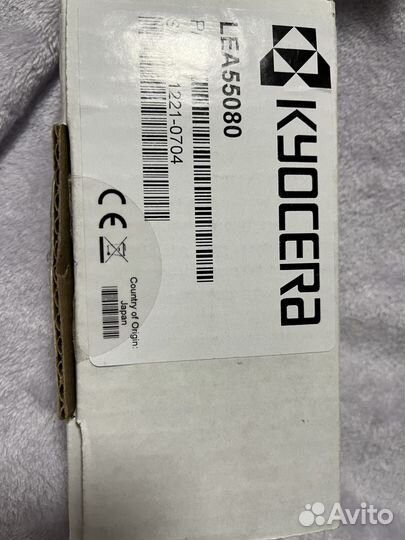 KYOCERA
LEA55080
P/
S
1221-0704
CE
Country of Origin:
Japan
Avito